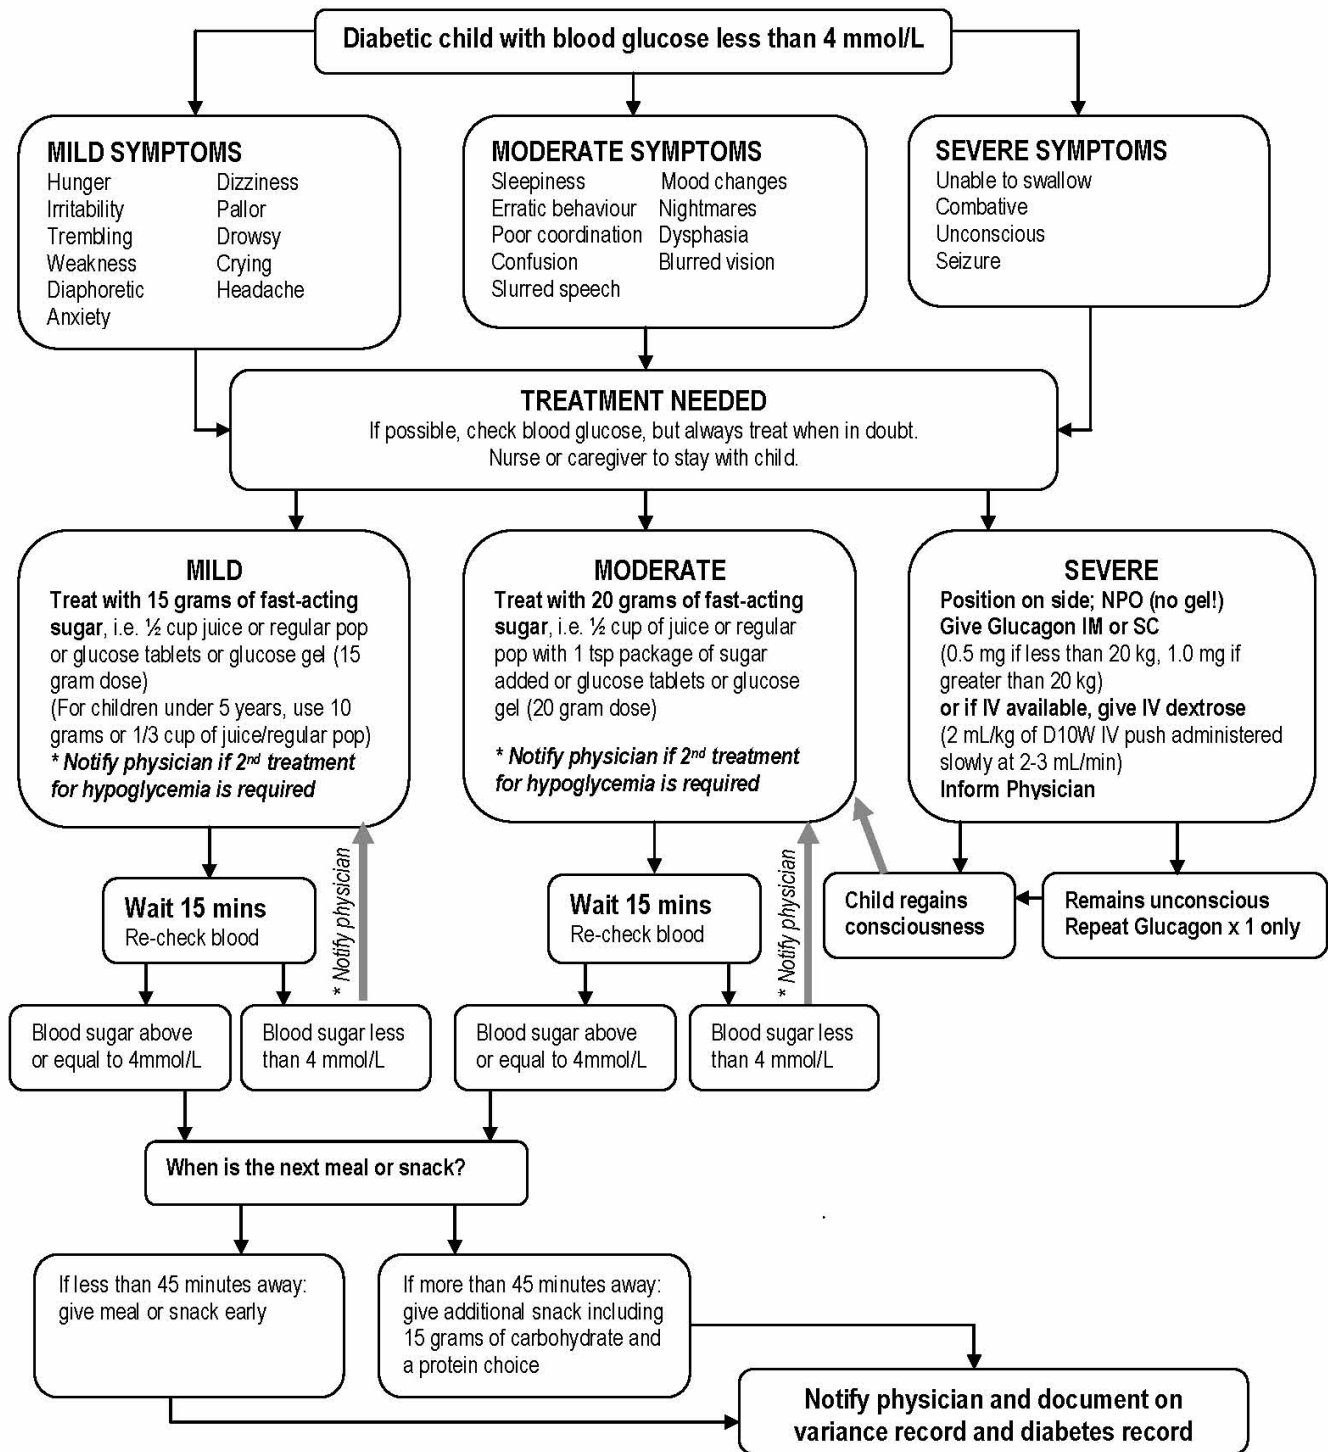 Diabetic child with blood glucose less than 4 mmol/L
MILD SYMPTOMS
Hunger Dizziness
Irritability Pallor
Trembling Drowsy
Weakness Crying
Diaphoretic Headache
Anxiety
MODERATE SYMPTOMS
Sleepiness Mood changes
Erratic behaviour Nightmares
Poor coordination Dysphasia
Confusion Blurred vision
Slurred speech
SEVERE SYMPTOMS
Unable to swallow
Combative
Unconscious
Seizure
TREATMENT NEEDED
If possible, check blood glucose, but always treat when in doubt.
Nurse or caregiver to stay with child.
MILD
Treat with 15 grams of fast-acting
sugar, i.e. ½ cup juice or regular pop
or glucose tablets or glucose gel (15
gram dose)
(For children under 5 years, use 10
grams or 1/3 cup of juice/regular pop)
* Notify physician if 2nd treatment
for hypoglycemia is required
MODERATE
Treat with 20 grams of fast-acting
sugar, i.e. ½ cup of juice or regular
pop with 1 tsp package of sugar
added or glucose tablets or glucose
gel (20 gram dose)
* Notify physician if 2nd treatment
for hypoglycemia is required
SEVERE
Position on side; NPO (no gel!)
Give Glucagon IM or SC
(0.5 mg if less than 20 kg, 1.0 mg if
greater than 20 kg)
or if IV available, give IV dextrose
(2 mL/kg of D10W IV push administered
slowly at 2-3 mL/min)
Inform Physician
Wait 15 mins
Re-check blood
* Notify physician
Wait 15 mins
Re-check blood
* Notify physician
Child regains
consciousness
Remains unconscious
Repeat Glucagon x 1 only
Blood sugar above
or equal to 4mmol/L
Blood sugar less
than 4 mmol/L
Blood sugar above
or equal to 4mmol/L
Blood sugar less
than 4 mmol/L
When is the next meal or snack?
If less than 45 minutes away:
give meal or snack early
If more than 45 minutes away:
give additional snack including
15 grams of carbohydrate and
a protein choice
Notify physician and document on
variance record and diabetes record